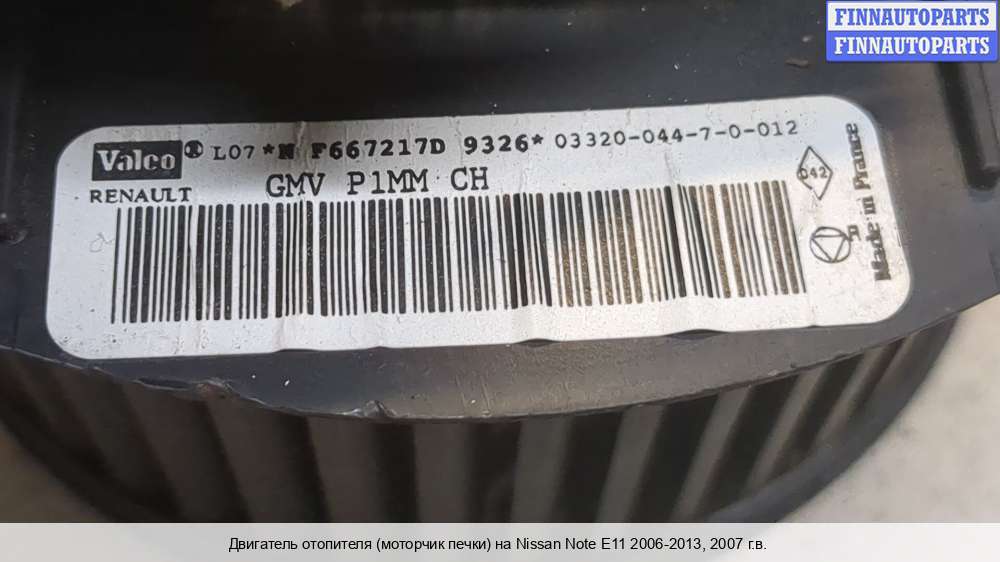 FINNAUTOPARTS
FINNAUTOPARTS
Valeo L07 *N F667217D 9326* 03320-044-7-0-012
RENAULT GMV P1MM CH
042
Made in France
Двигатель отопителя (моторчик печки) на Nissan Note E11 2006-2013, 2007 г.в.